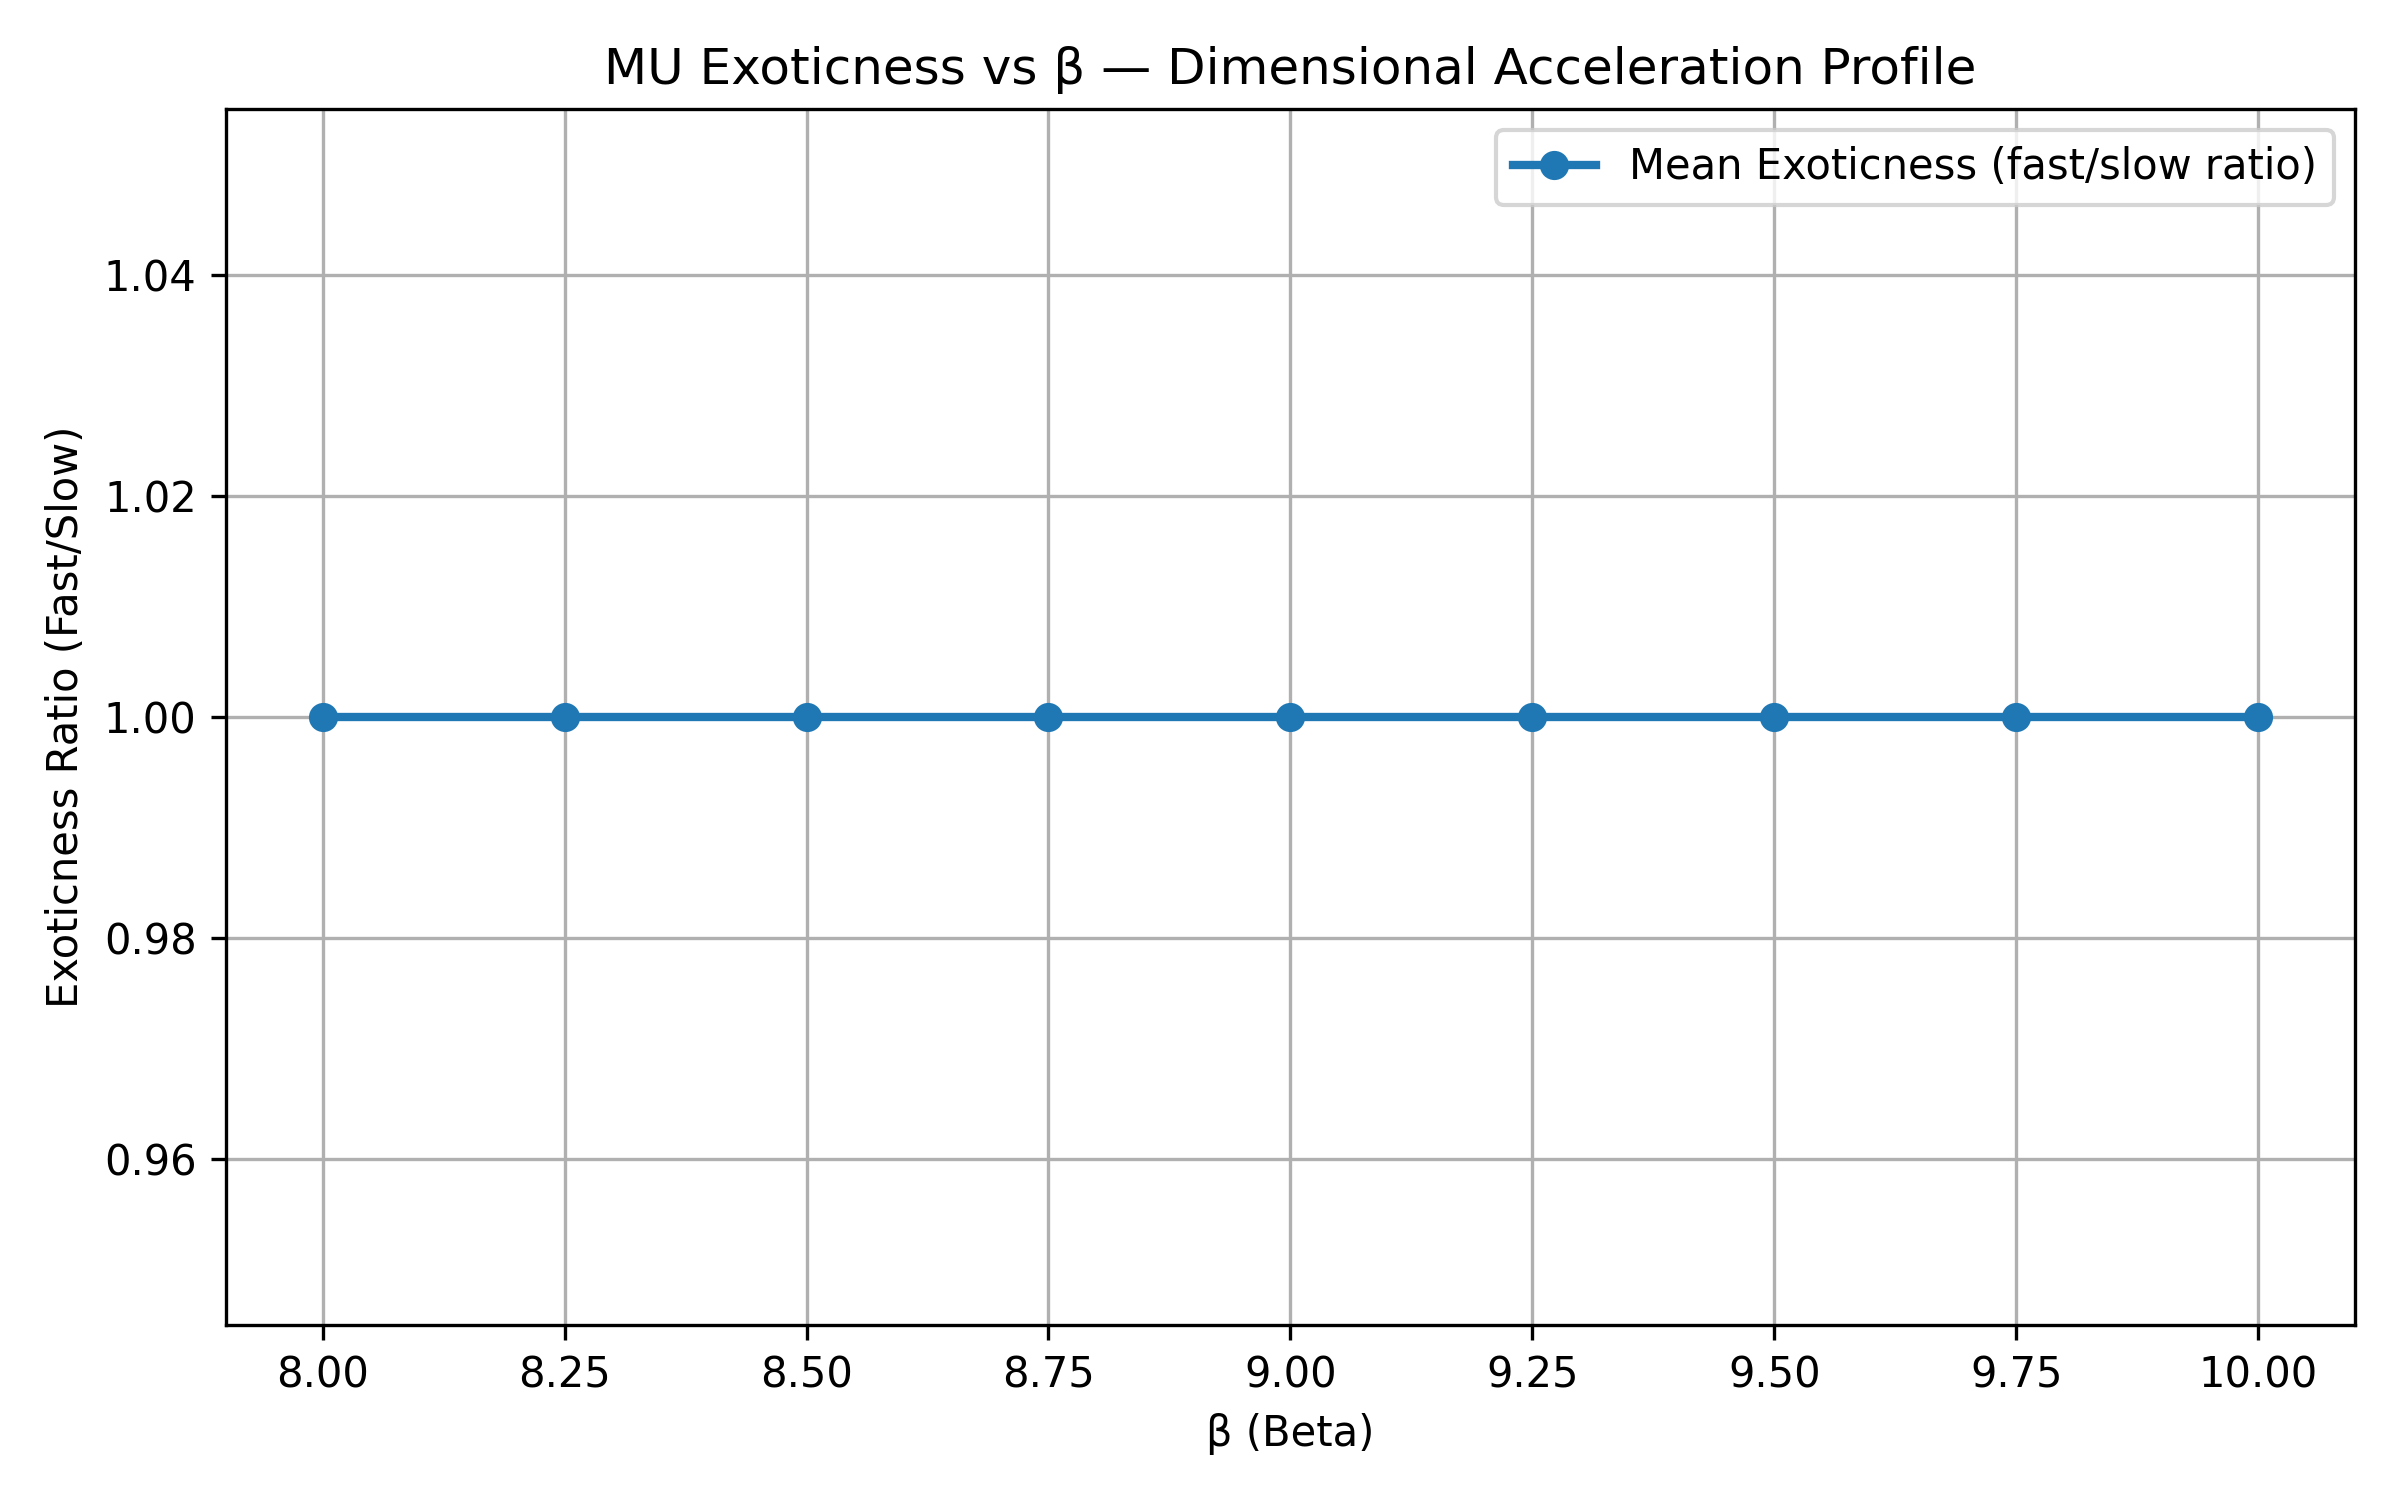 MU Exoticness vs β — Dimensional Acceleration Profile
Mean Exoticness (fast/slow ratio)
Exoticness Ratio (Fast/Slow)
1.04
1.02
1.00
0.98
0.96
8.00 8.25 8.50 8.75 9.00 9.25 9.50 9.75 10.00
β (Beta)